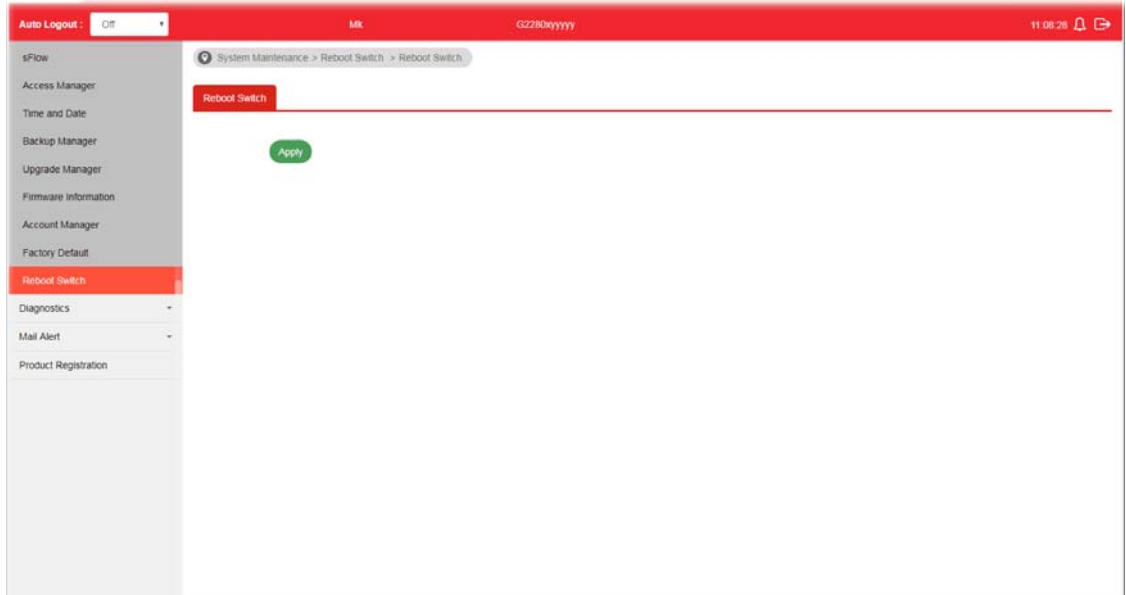 Auto Logout : Off Mk G2280xyyyyy 11:08:28
sFlow
System Maintenance > Reboot Switch > Reboot Switch
Access Manager
Reboot Switch
Time and Date
Backup Manager
Apply
Upgrade Manager
Firmware Information
Account Manager
Factory Default
Reboot Switch
Diagnostics
Mail Alert
Product Registration